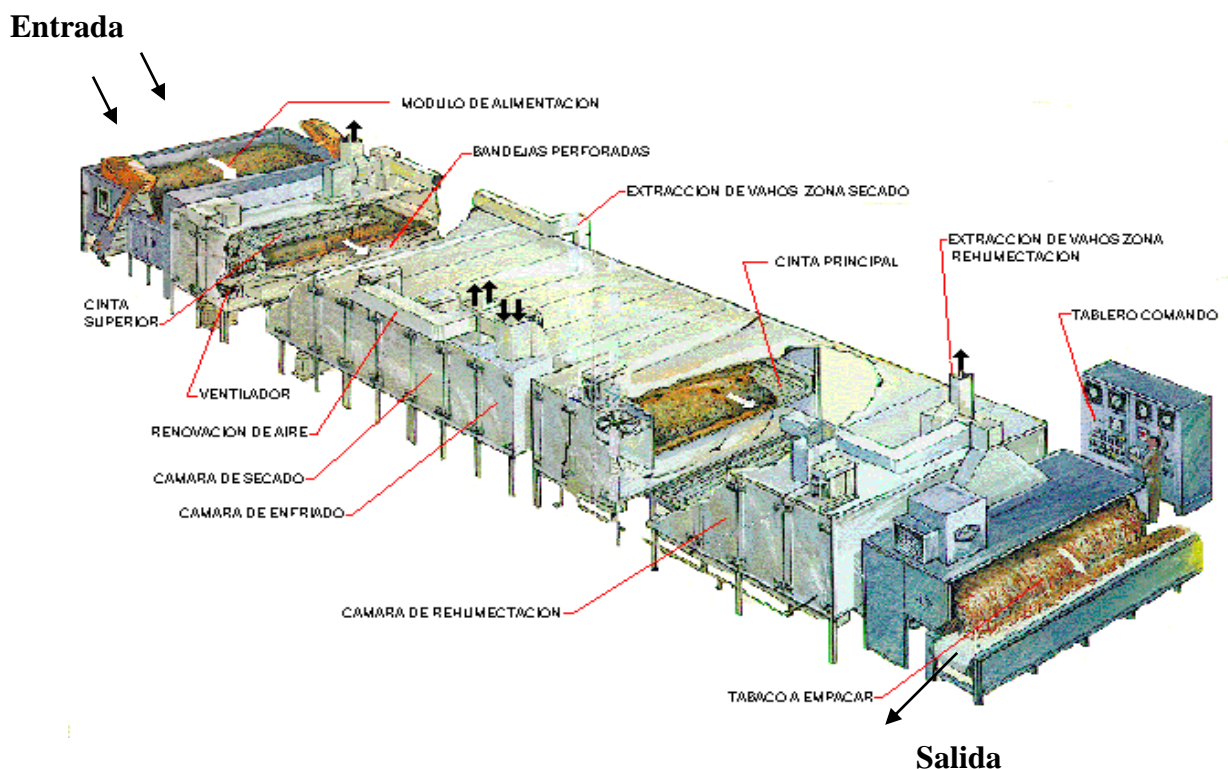 Entrada
MODULO DE ALIMENTACION
BANDEJAS PERFORADAS
EXTRACCION DE VAHOS ZONA SECADO
EXTRACCION DE VAHOS ZONA
REHUMECTACION
CINTA PRINCIPAL
TABLERO COMANDO
CINTA
SUPERIOR
VENTILADOR
RENOVACION DE AIRE
CAMARA DE SECADO
CAMARA DE ENFRIADO
CAMARA DE REHUMECTACION
TABACO A EMPACAR
Salida